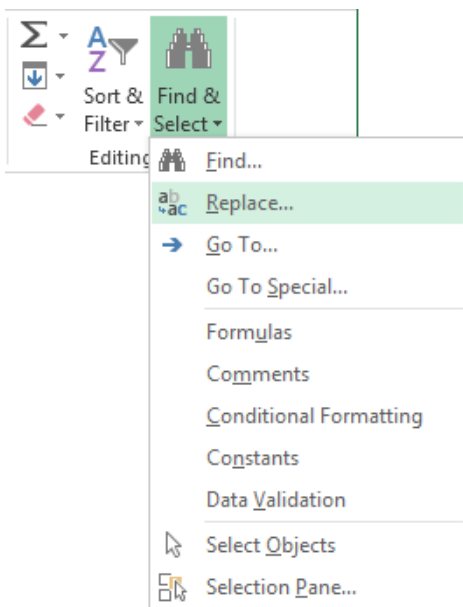 Sort & Filter
Find & Select
Editing
Find...
Replace...
Go To...
Go To Special...
Formulas
Comments
Conditional Formatting
Constants
Data Validation
Select Objects
Selection Pane...